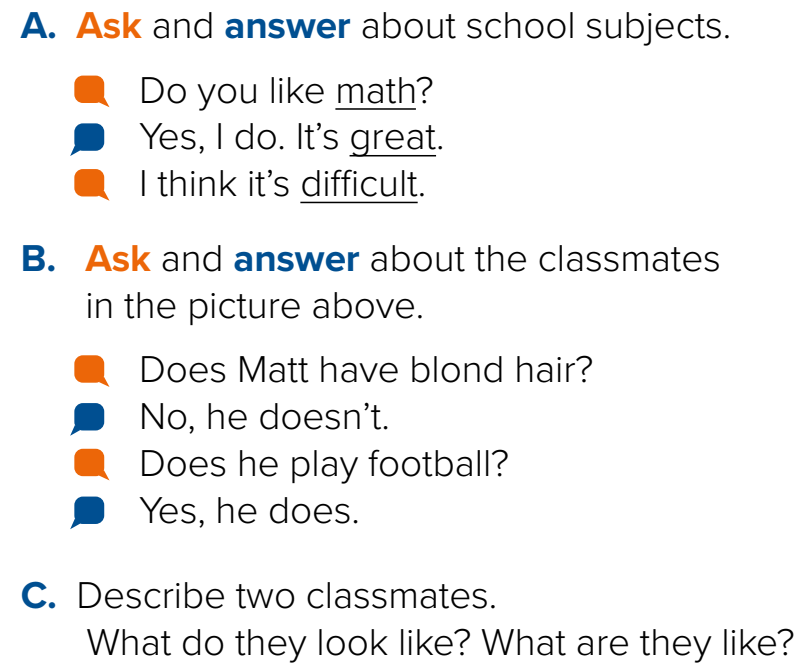 A. Ask and answer about school subjects.
Do you like math?
Yes, I do. It’s great.
I think it’s difficult.
B. Ask and answer about the classmates
in the picture above.
Does Matt have blond hair?
No, he doesn’t.
Does he play football?
Yes, he does.
C. Describe two classmates.
What do they look like? What are they like?